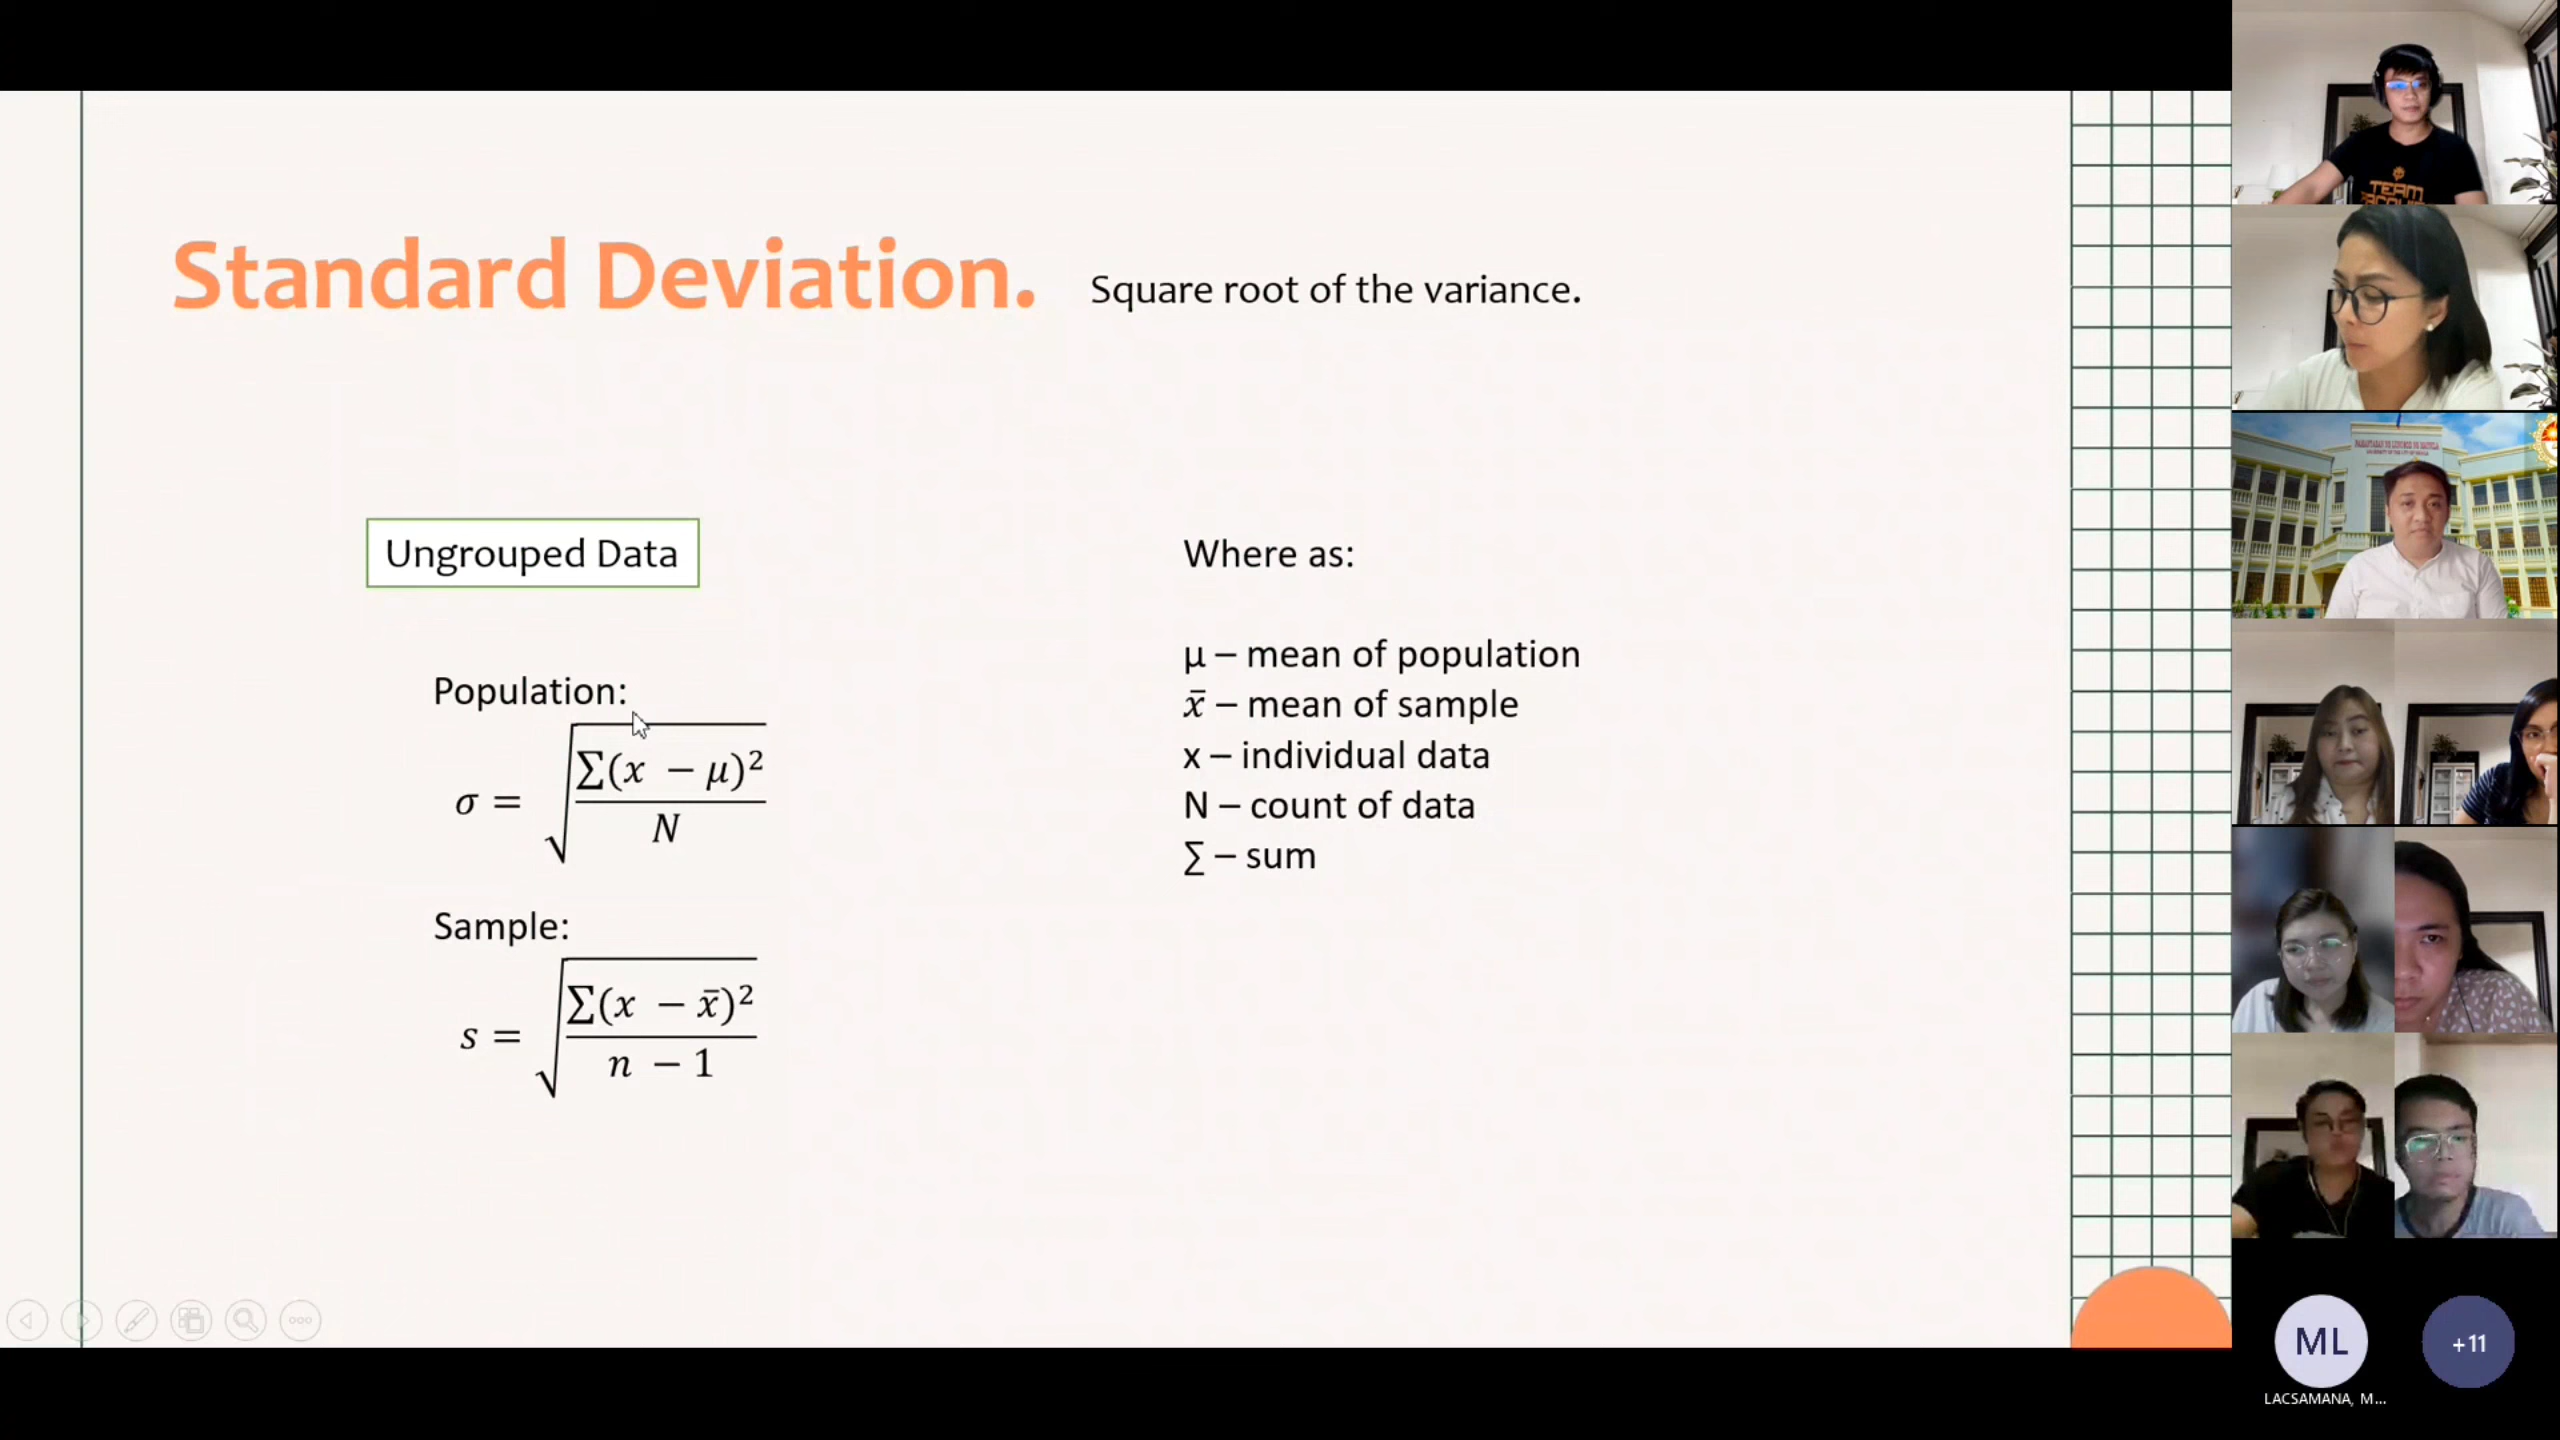 Standard Deviation. Square root of the variance.
Ungrouped Data
Population:
σ = √(∑(x − μ)² / N)
Sample:
s = √(∑(x − x̄)² / n − 1)
Where as:
μ – mean of population
x̄ – mean of sample
x – individual data
N – count of data
∑ – sum
TEAM
ML
+11
LACSAMANA, M...